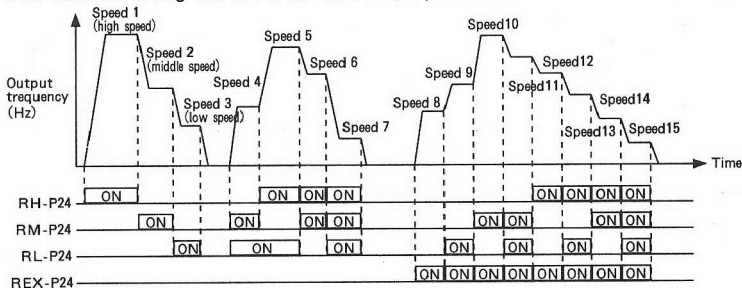 Speed 1
(high speed)
Speed 2
(middle speed)
Speed 3
(low speed)
Speed 4
Speed 5
Speed 6
Speed 7
Speed 8
Speed 9
Speed10
Speed11
Speed12
Speed13
Speed14
Speed15
Output
trequency
(Hz)
Time
RH-P24 ON ON ON ON ON ON ON ON
RM-P24 ON ON ON ON ON ON ON ON
RL-P24 ON ON ON ON ON ON ON
REX-P24 ON ON ON ON ON ON ON ON